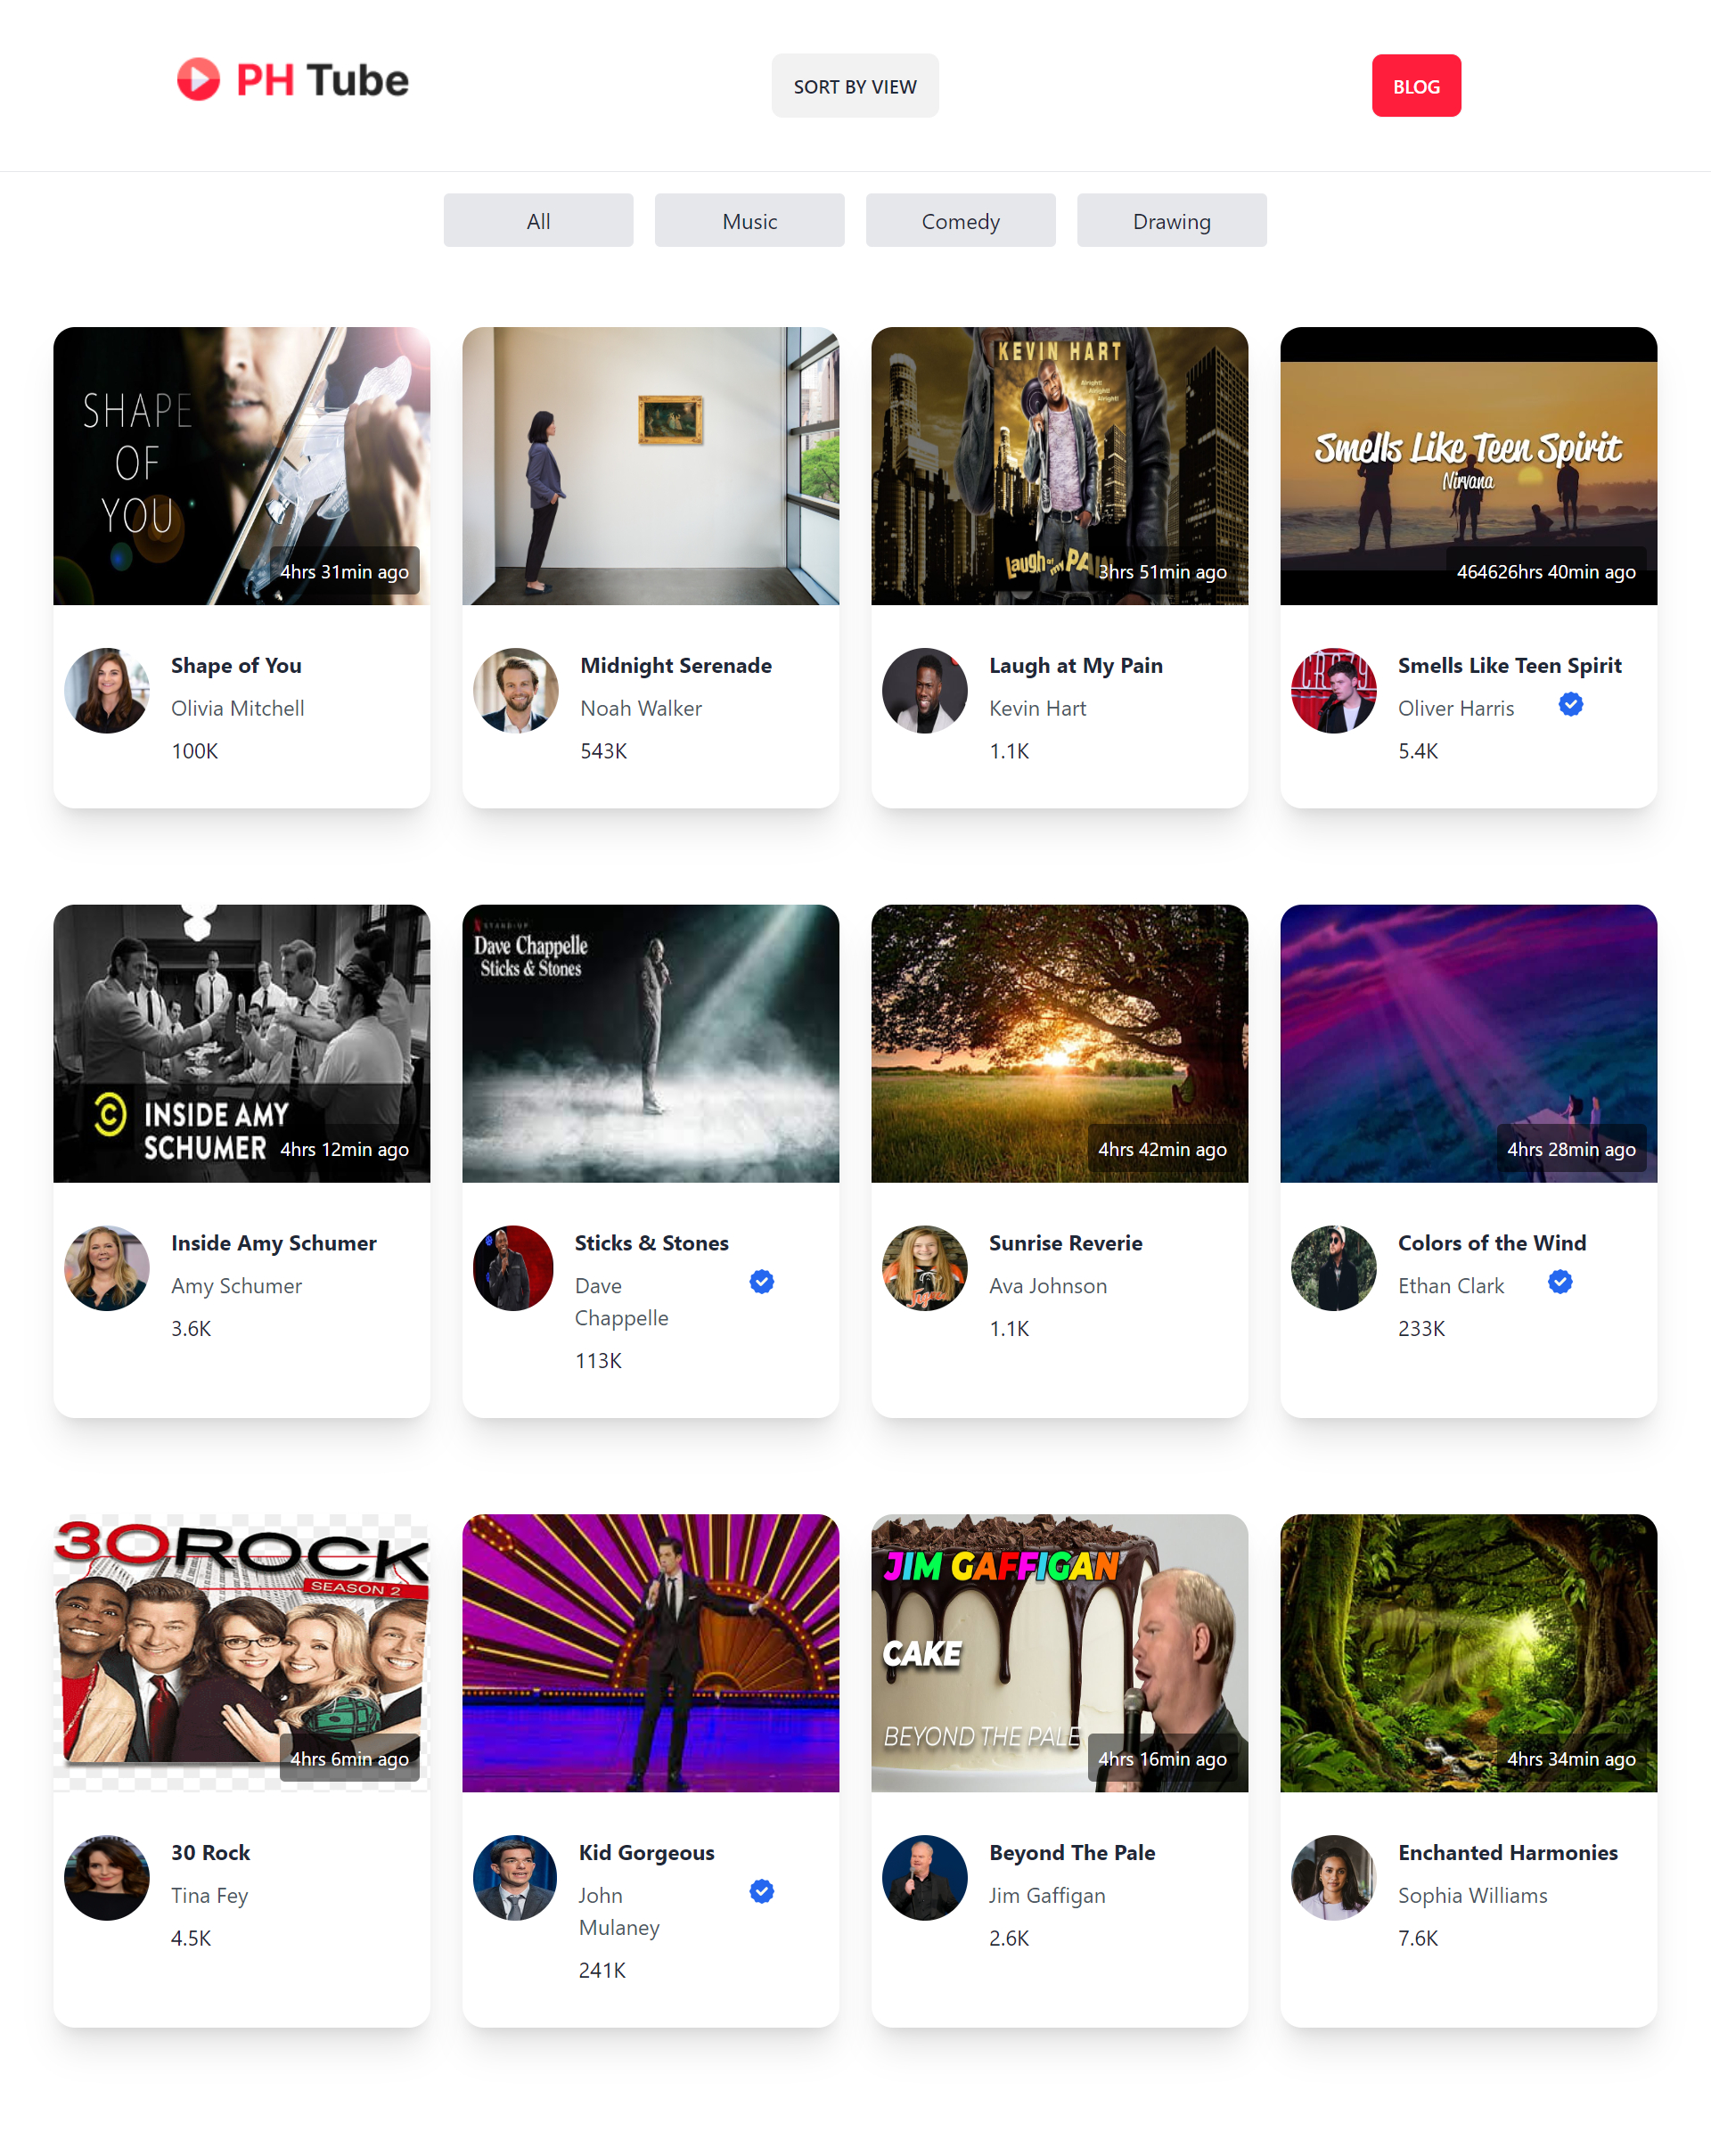 PH Tube
SORT BY VIEW
BLOG
All
Music
Comedy
Drawing
SHAPE
OF
YOU
4hrs 31min ago
KEVIN HART
Alright!
Alright!
Alright!
Laugh at my PAIN
3hrs 51min ago
Smells Like Teen Spirit
Nirvana
464626hrs 40min ago
Shape of You
Olivia Mitchell
100K
Midnight Serenade
Noah Walker
543K
Laugh at My Pain
Kevin Hart
1.1K
Smells Like Teen Spirit
Oliver Harris
5.4K
INSIDE AMY
SCHUMER
4hrs 12min ago
STAND-UP
Dave Chappelle
Sticks & Stones
4hrs 42min ago
4hrs 28min ago
Inside Amy Schumer
Amy Schumer
3.6K
Sticks & Stones
Dave
Chappelle
113K
Sunrise Reverie
Ava Johnson
1.1K
Colors of the Wind
Ethan Clark
233K
30 ROCK
SEASON 2
4hrs 6min ago
JIM GAFFIGAN
CAKE
BEYOND THE PALE
4hrs 16min ago
4hrs 34min ago
30 Rock
Tina Fey
4.5K
Kid Gorgeous
John
Mulaney
241K
Beyond The Pale
Jim Gaffigan
2.6K
Enchanted Harmonies
Sophia Williams
7.6K